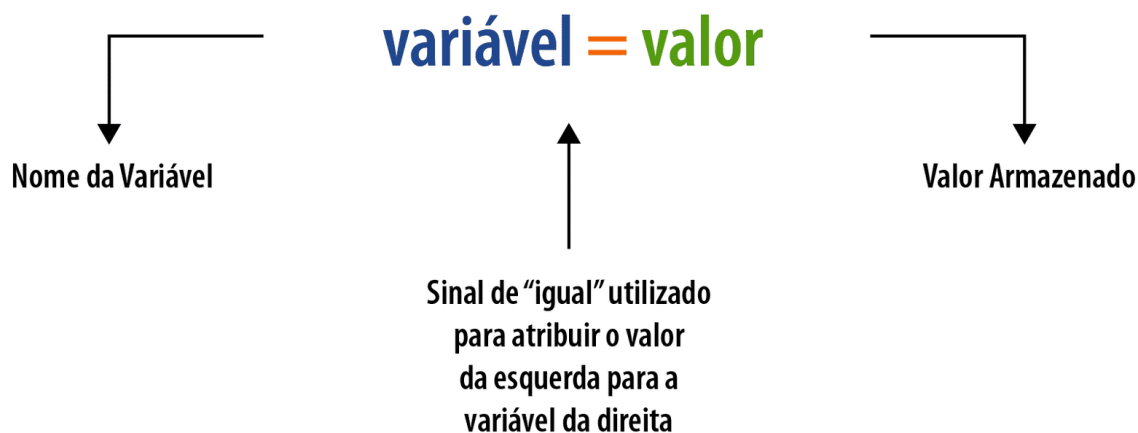 variável = valor
Nome da Variável
Valor Armazenado
Sinal de “igual” utilizado
para atribuir o valor
da esquerda para a
variável da direita